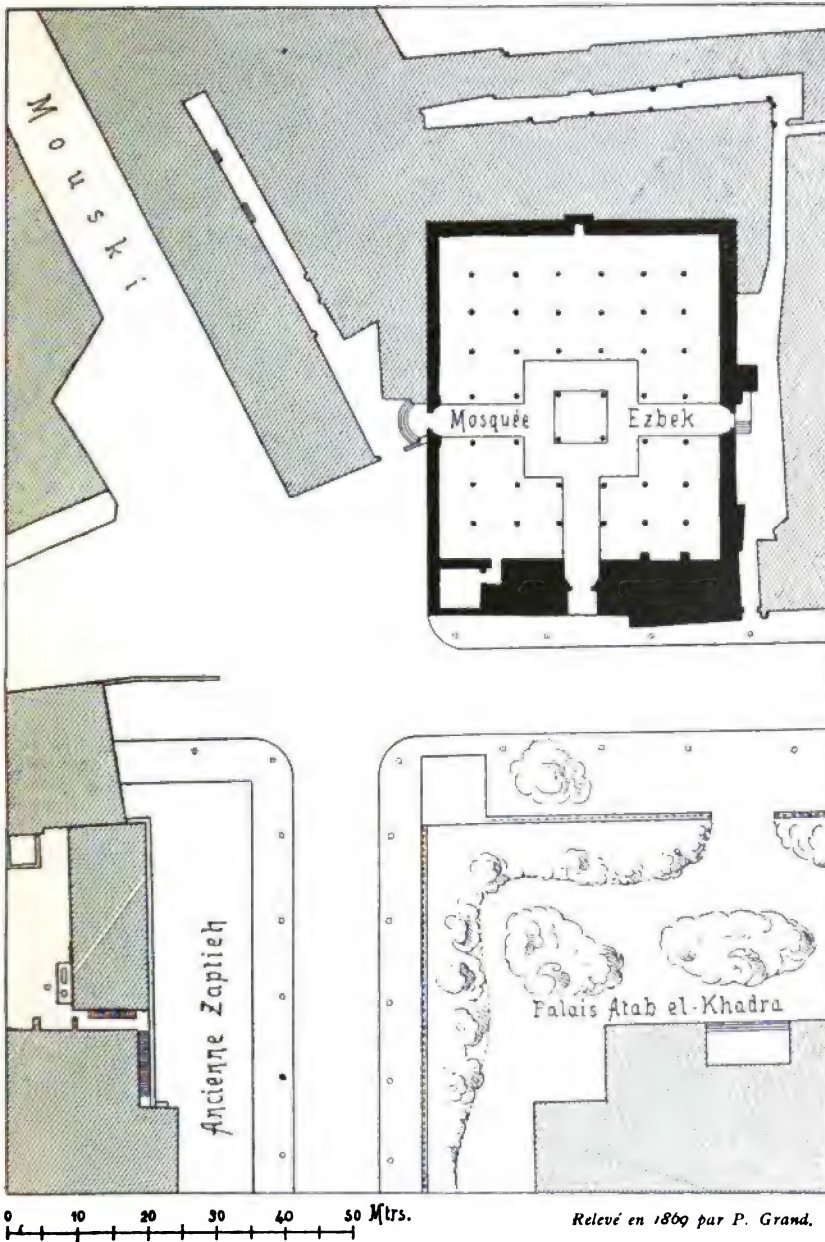 Mouski
Mosquée Ezbek
Ancienne Zaptieh
Palais Atab el-Khadra
0 10 20 30 40 50 Mtrs.
Relevé en 1869 par P. Grand.